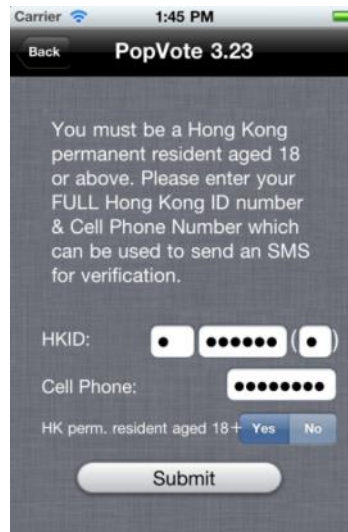 Carrier 1:45 PM
Back PopVote 3.23
You must be a Hong Kong
permanent resident aged 18
or above. Please enter your
FULL Hong Kong ID number
& Cell Phone Number which
can be used to send an SMS
for verification.
HKID: • •••••• (•)
Cell Phone: ••••••••
HK perm. resident aged 18+ Yes No
Submit